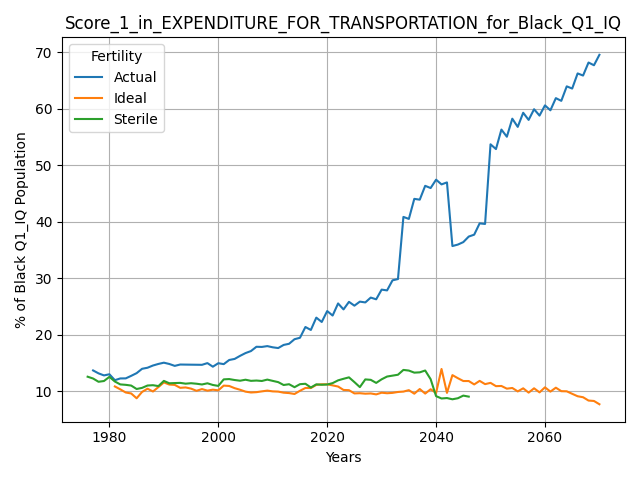 Score_1_in_EXPENDITURE_FOR_TRANSPORTATION_for_Black_Q1_IQ
Fertility
Actual
Ideal
Sterile
% of Black Q1_IQ Population
70
60
50
40
30
20
10
1980 2000 2020 2040 2060
Years